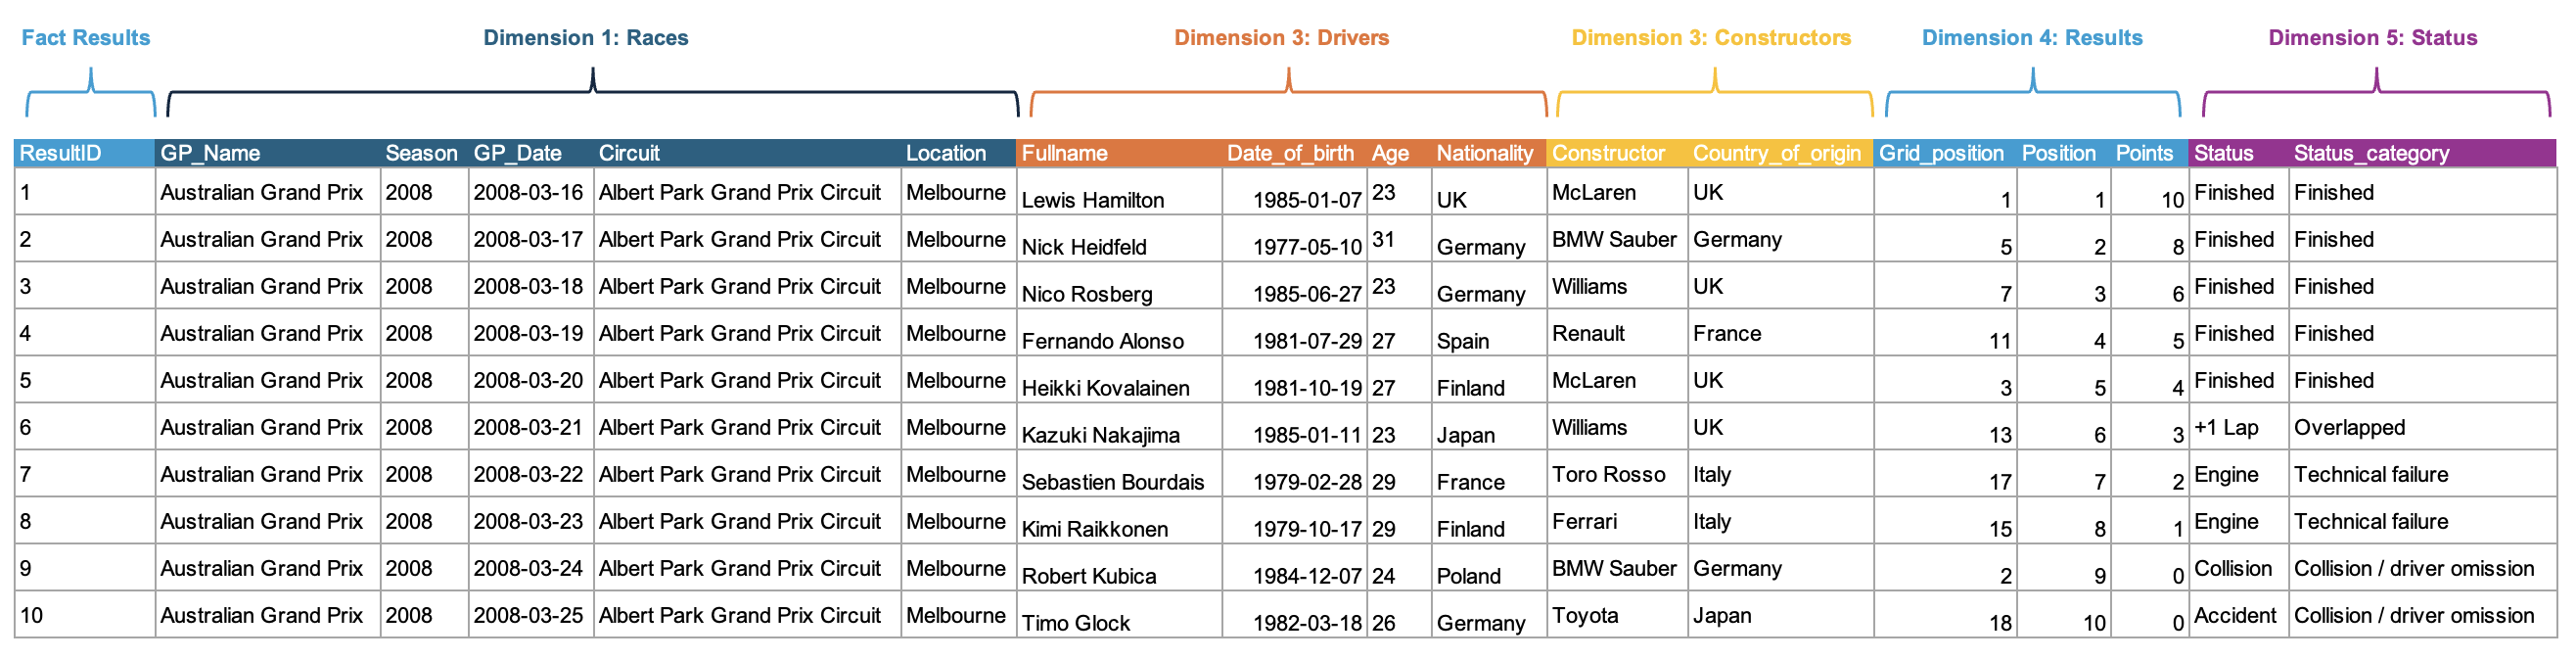 Fact Results Dimension 1: Races Dimension 3: Drivers Dimension 3: Constructors Dimension 4: Results Dimension 5: Status
ResultID GP_Name Season GP_Date Circuit Location Fullname Date_of_birth Age Nationality Constructor Country_of_origin Grid_position Position Points Status Status_category
1 Australian Grand Prix 2008 2008-03-16 Albert Park Grand Prix Circuit Melbourne Lewis Hamilton 1985-01-07 23 UK McLaren UK 1 1 10 Finished Finished
2 Australian Grand Prix 2008 2008-03-17 Albert Park Grand Prix Circuit Melbourne Nick Heidfeld 1977-05-10 31 Germany BMW Sauber Germany 5 2 8 Finished Finished
3 Australian Grand Prix 2008 2008-03-18 Albert Park Grand Prix Circuit Melbourne Nico Rosberg 1985-06-27 23 Germany Williams UK 7 3 6 Finished Finished
4 Australian Grand Prix 2008 2008-03-19 Albert Park Grand Prix Circuit Melbourne Fernando Alonso 1981-07-29 27 Spain Renault France 11 4 5 Finished Finished
5 Australian Grand Prix 2008 2008-03-20 Albert Park Grand Prix Circuit Melbourne Heikki Kovalainen 1981-10-19 27 Finland McLaren UK 3 5 4 Finished Finished
6 Australian Grand Prix 2008 2008-03-21 Albert Park Grand Prix Circuit Melbourne Kazuki Nakajima 1985-01-11 23 Japan Williams UK 13 6 3 +1 Lap Overlapped
7 Australian Grand Prix 2008 2008-03-22 Albert Park Grand Prix Circuit Melbourne Sebastien Bourdais 1979-02-28 29 France Toro Rosso Italy 17 7 2 Engine Technical failure
8 Australian Grand Prix 2008 2008-03-23 Albert Park Grand Prix Circuit Melbourne Kimi Raikkonen 1979-10-17 29 Finland Ferrari Italy 15 8 1 Engine Technical failure
9 Australian Grand Prix 2008 2008-03-24 Albert Park Grand Prix Circuit Melbourne Robert Kubica 1984-12-07 24 Poland BMW Sauber Germany 2 9 0 Collision Collision / driver omission
10 Australian Grand Prix 2008 2008-03-25 Albert Park Grand Prix Circuit Melbourne Timo Glock 1982-03-18 26 Germany Toyota Japan 18 10 0 Accident Collision / driver omission